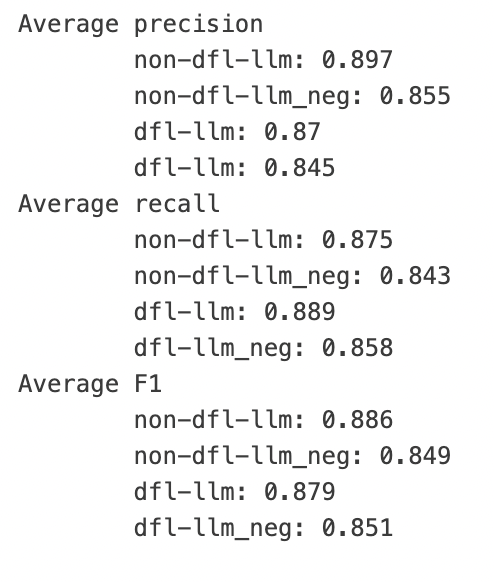 Average precision
non-dfl-llm: 0.897
non-dfl-llm_neg: 0.855
dfl-llm: 0.87
dfl-llm: 0.845
Average recall
non-dfl-llm: 0.875
non-dfl-llm_neg: 0.843
dfl-llm: 0.889
dfl-llm_neg: 0.858
Average F1
non-dfl-llm: 0.886
non-dfl-llm_neg: 0.849
dfl-llm: 0.879
dfl-llm_neg: 0.851